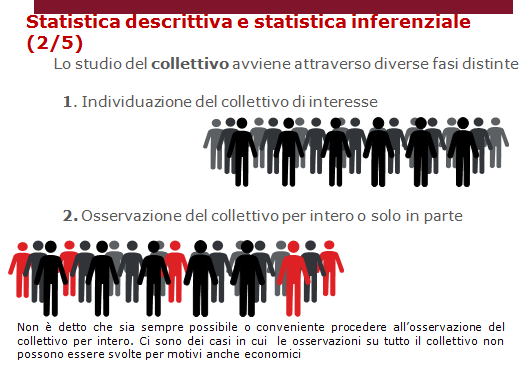 Statistica descrittiva e statistica inferenziale
(2/5)
Lo studio del collettivo avviene attraverso diverse fasi distinte
1. Individuazione del collettivo di interesse
2. Osservazione del collettivo per intero o solo in parte
Non è detto che sia sempre possibile o conveniente procedere all’osservazione del
collettivo per intero. Ci sono dei casi in cui le osservazioni su tutto il collettivo non
possono essere svolte per motivi anche economici